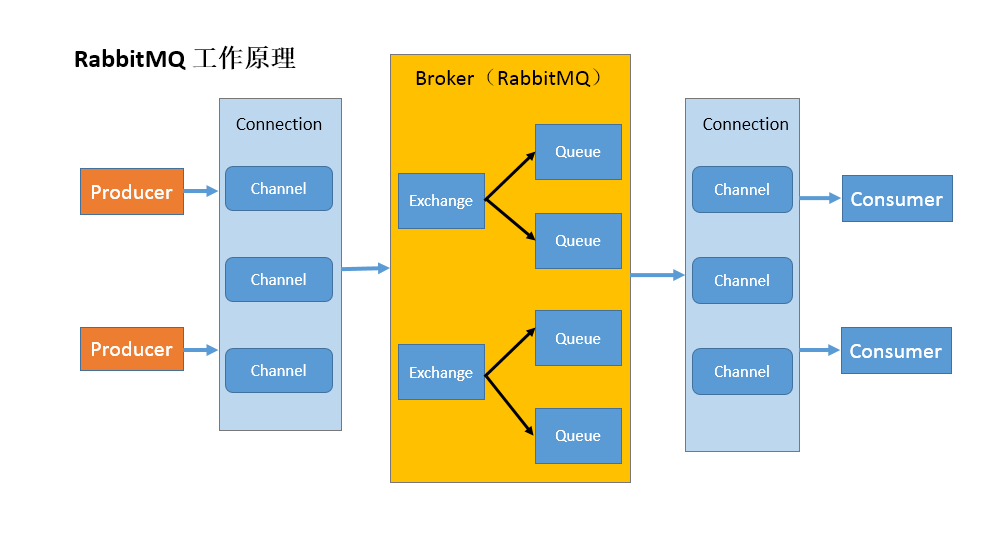 RabbitMQ 工作原理
Broker（RabbitMQ）
Connection
Connection
Producer
Channel
Exchange
Queue
Queue
Channel
Consumer
Channel
Channel
Producer
Channel
Exchange
Queue
Queue
Channel
Consumer